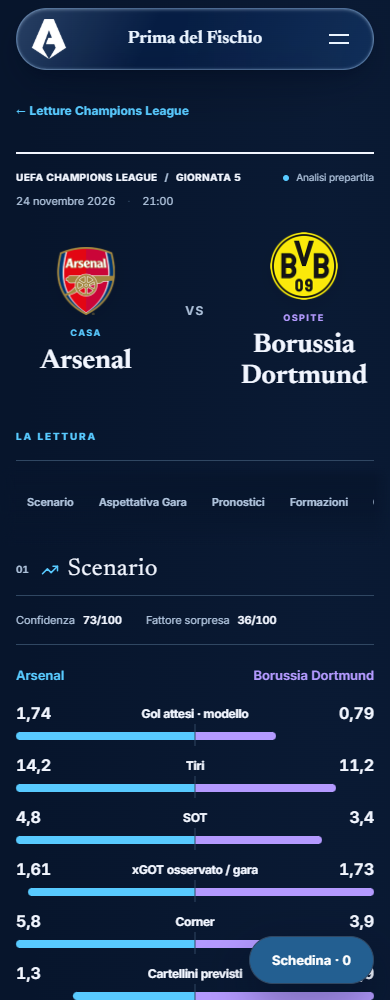 Prima del Fischio
← Letture Champions League
UEFA CHAMPIONS LEAGUE / GIORNATA 5
Analisi prepartita
24 novembre 2026 · 21:00
Arsenal
BVB
09
CASA
VS
OSPITE
Arsenal
Borussia
Dortmund
LA LETTURA
Scenario Aspettativa Gara Pronostici Formazioni
01 Scenario
Confidenza 73/100 Fattore sorpresa 36/100
Arsenal Borussia Dortmund
1,74 Gol attesi · modello 0,79
14,2 Tiri 11,2
4,8 SOT 3,4
1,61 xGOT osservato / gara 1,73
5,8 Corner 3,9
1,3 Cartellini previsti
Schedina · 0